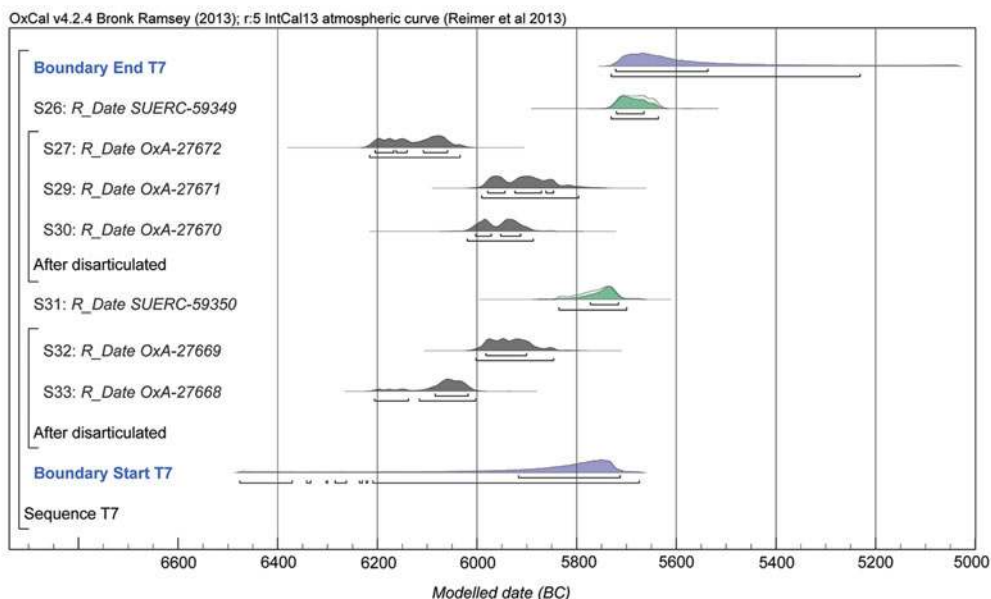 OxCal v4.2.4 Bronk Ramsey (2013); r:5 IntCal13 atmospheric curve (Reimer et al 2013)
Boundary End T7
S26: R_Date SUERC-59349
S27: R_Date OxA-27672
S29: R_Date OxA-27671
S30: R_Date OxA-27670
After disarticulated
S31: R_Date SUERC-59350
S32: R_Date OxA-27669
S33: R_Date OxA-27668
After disarticulated
Boundary Start T7
Sequence T7
6600 6400 6200 6000 5800 5600 5400 5200 5000
Modelled date (BC)